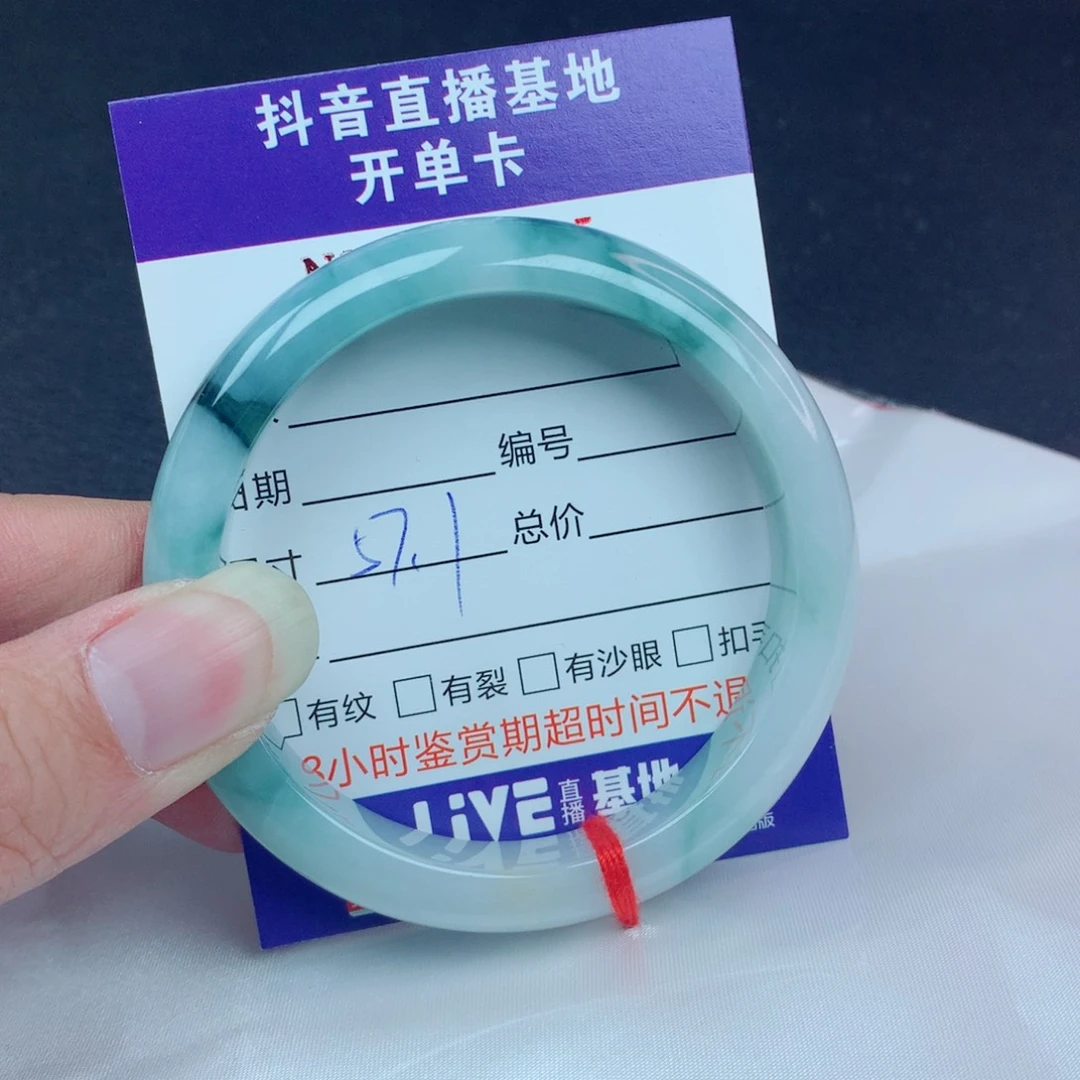 抖音直播基地
开单卡
期 编号
寸 57.1 总价
有纹 有裂 有沙眼 扣
8小时鉴赏期超时间不退
LiVE 直播 基地
版